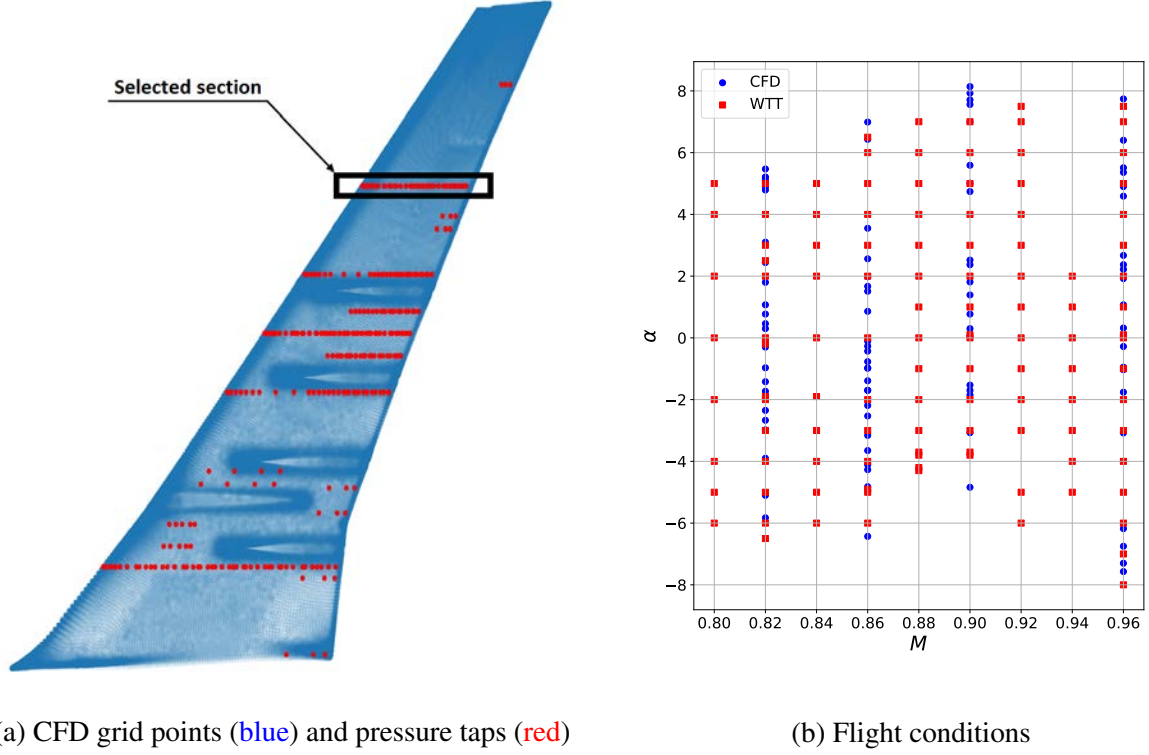 Selected section
CFD
WTT
8
6
4
2
0
−2
−4
−6
−8
α
0.80 0.82 0.84 0.86 0.88 0.90 0.92 0.94 0.96
M
a) CFD grid points (blue) and pressure taps (red)
(b) Flight conditions